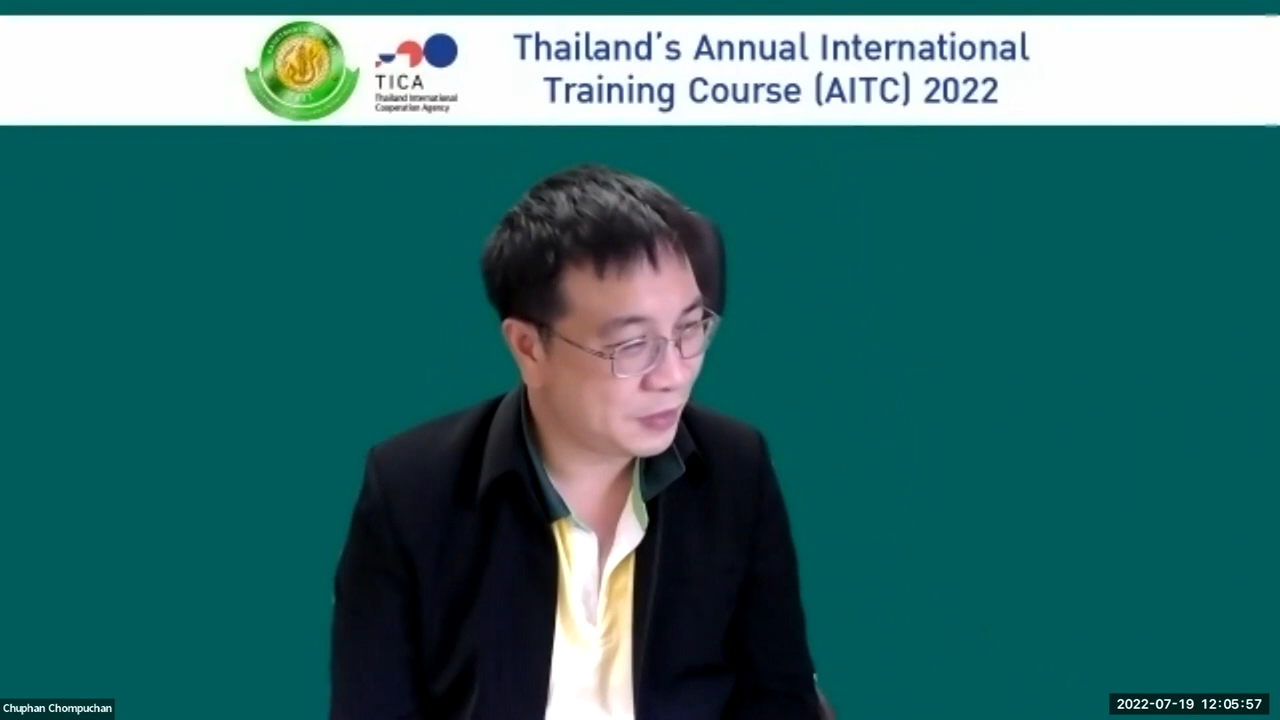 TICA
Thailand International
Cooperation Agency
Thailand's Annual International
Training Course (AITC) 2022
Chuphan Chompuchan
2022-07-19 12:05:57